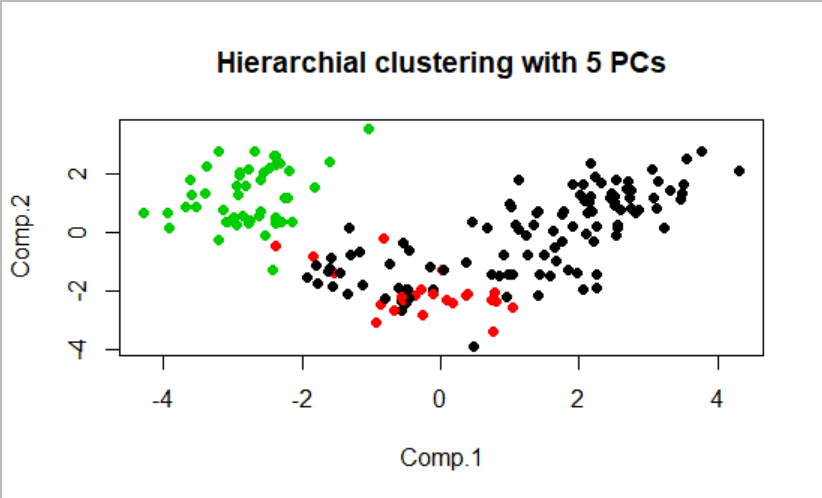 Hierarchial clustering with 5 PCs
Comp.2
2
0
-2
-4
-4 -2 0 2 4
Comp.1